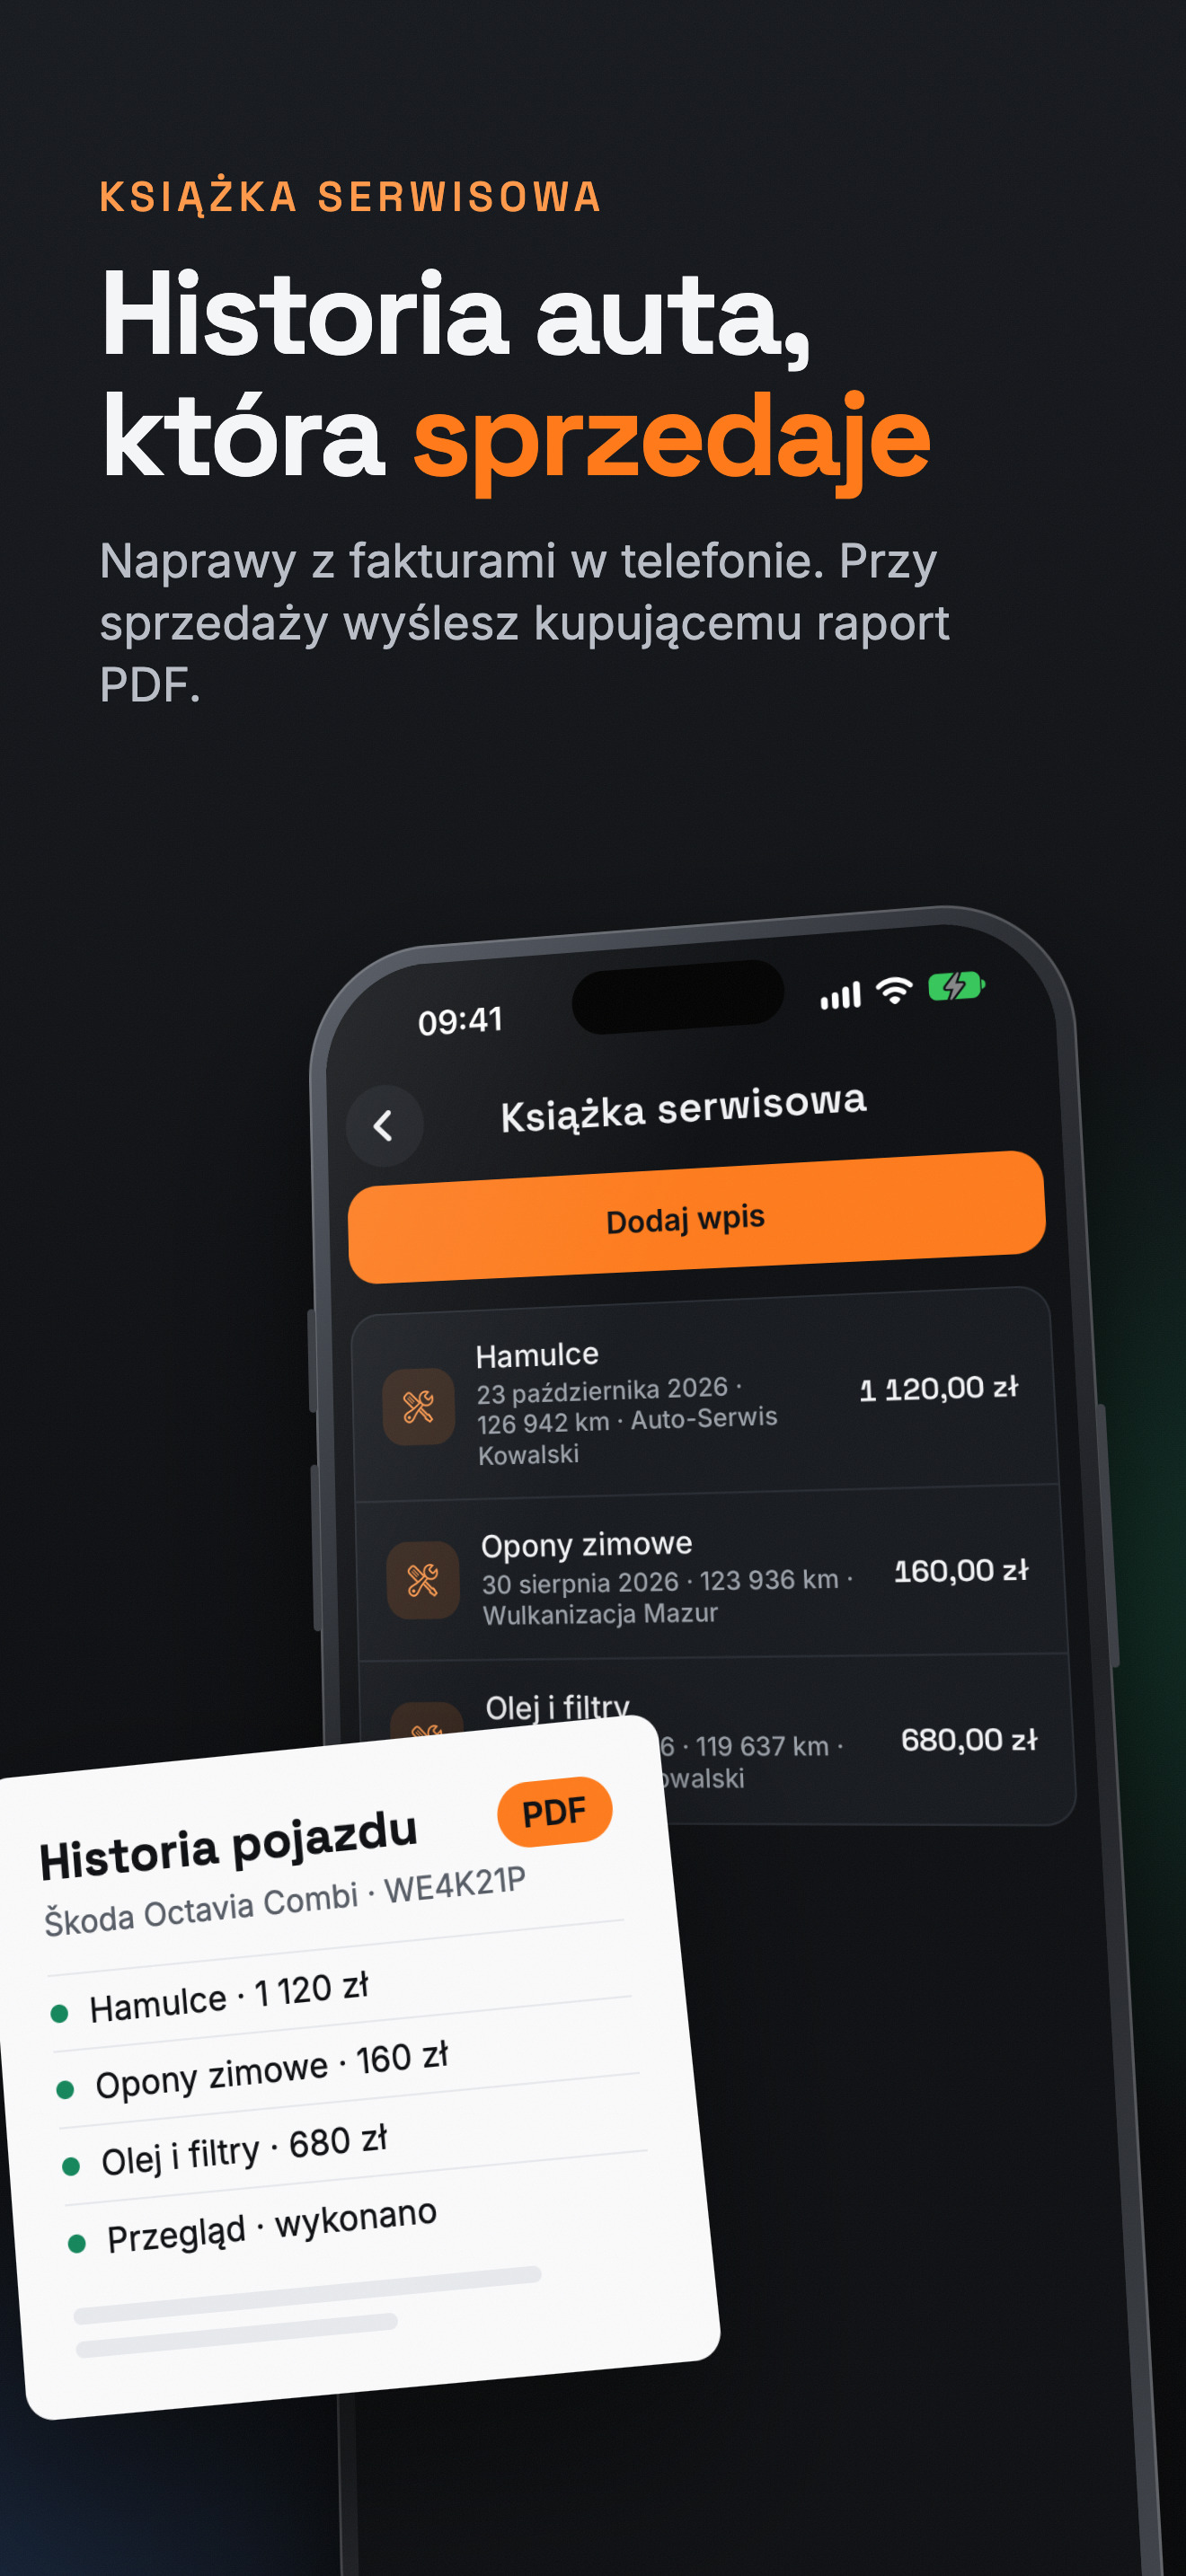 KSIĄŻKA SERWISOWA
Historia auta,
która sprzedaje
Naprawy z fakturami w telefonie. Przy
sprzedaży wyślesz kupującemu raport
PDF.
09:41
Książka serwisowa
Dodaj wpis
Hamulce
23 października 2026 ·
126 942 km · Auto-Serwis
Kowalski
1 120,00 zł
Opony zimowe
30 sierpnia 2026 · 123 936 km ·
Wulkanizacja Mazur
160,00 zł
Olej i filtry
6 · 119 637 km ·
owalski
680,00 zł
Historia pojazdu
PDF
Škoda Octavia Combi · WE4K21P
Hamulce · 1 120 zł
Opony zimowe · 160 zł
Olej i filtry · 680 zł
Przegląd · wykonano